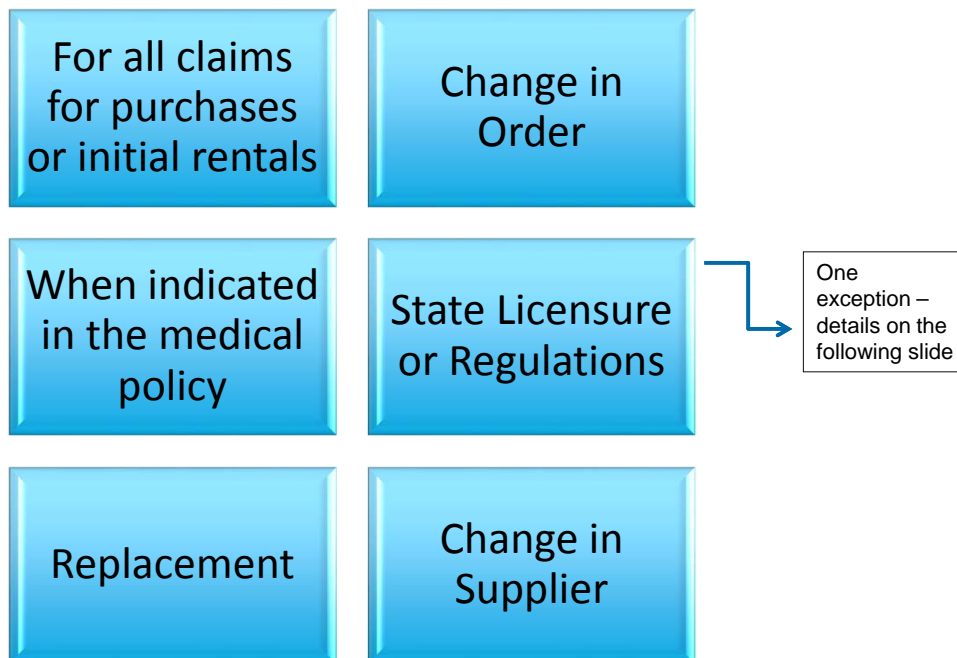 For all claims
for purchases
or initial rentals
Change in
Order
When indicated
in the medical
policy
State Licensure
or Regulations
One
exception –
details on the
following slide
Replacement
Change in
Supplier